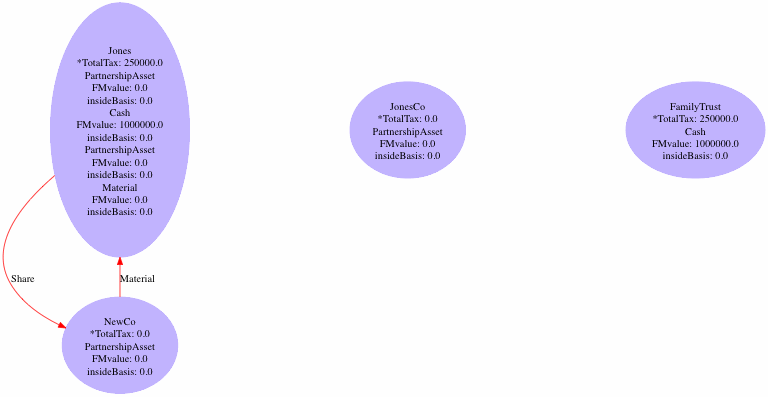 Jones
*TotalTax: 250000.0
PartnershipAsset
FMvalue: 0.0
insideBasis: 0.0
Cash
FMvalue: 1000000.0
insideBasis: 0.0
PartnershipAsset
FMvalue: 0.0
insideBasis: 0.0
Material
FMvalue: 0.0
insideBasis: 0.0
JonesCo
*TotalTax: 0.0
PartnershipAsset
FMvalue: 0.0
insideBasis: 0.0
FamilyTrust
*TotalTax: 250000.0
Cash
FMvalue: 1000000.0
insideBasis: 0.0
Share
Material
NewCo
*TotalTax: 0.0
PartnershipAsset
FMvalue: 0.0
insideBasis: 0.0